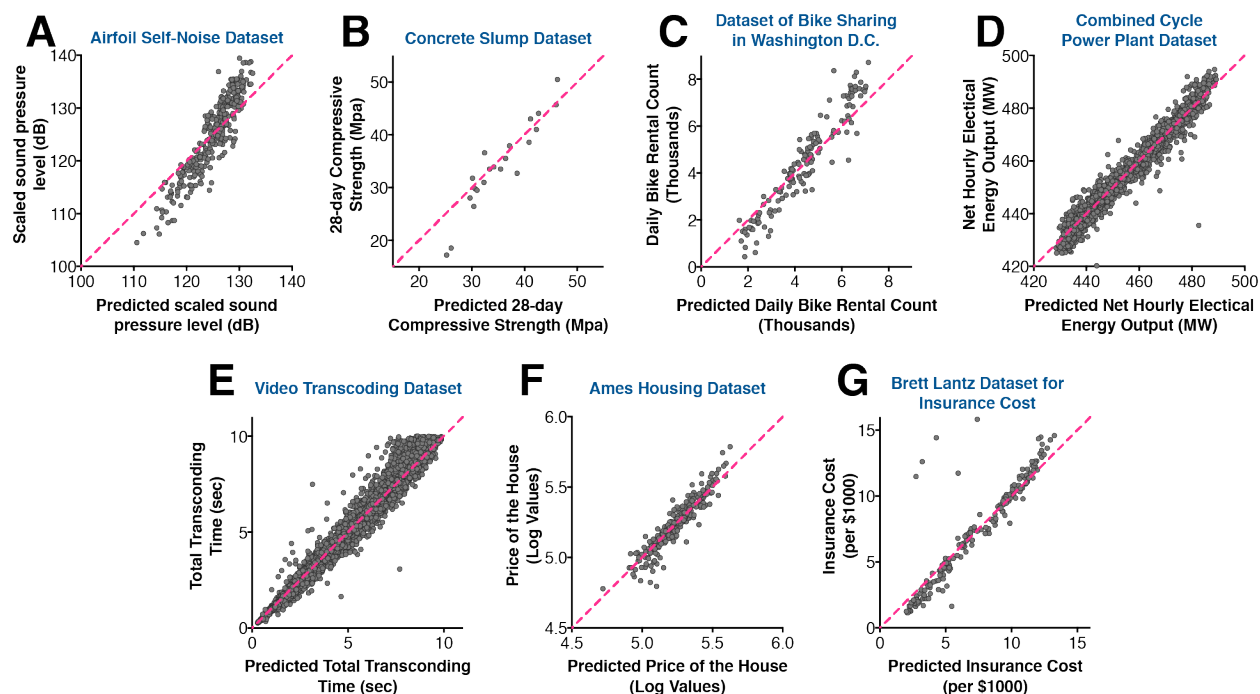 A
Airfoil Self-Noise Dataset
Scaled sound pressure
level (dB)
140
130
120
110
100
100
110
120
130
140
Predicted scaled sound
pressure level (dB)
B
Concrete Slump Dataset
28-day Compressive
Strength (Mpa)
50
40
30
20
20
30
40
50
Predicted 28-day
Compressive Strength (Mpa)
C
Dataset of Bike Sharing
in Washington D.C.
Daily Bike Rental Count
(Thousands)
8
6
4
2
0
0
2
4
6
8
Predicted Daily Bike Rental Count
(Thousands)
D
Combined Cycle
Power Plant Dataset
Net Hourly Electical
Energy Output (MW)
500
480
460
440
420
420
440
460
480
500
Predicted Net Hourly Electical
Energy Output (MW)
E
Video Transcoding Dataset
Total Transconding
Time (sec)
10
5
0
0
5
10
Predicted Total Transconding
Time (sec)
F
Ames Housing Dataset
Price of the House
(Log Values)
6.0
5.5
5.0
4.5
4.5
5.0
5.5
6.0
Predicted Price of the House
(Log Values)
G
Brett Lantz Dataset for
Insurance Cost
Insurance Cost
(per $1000)
15
10
5
0
0
5
10
15
Predicted Insurance Cost
(per $1000)